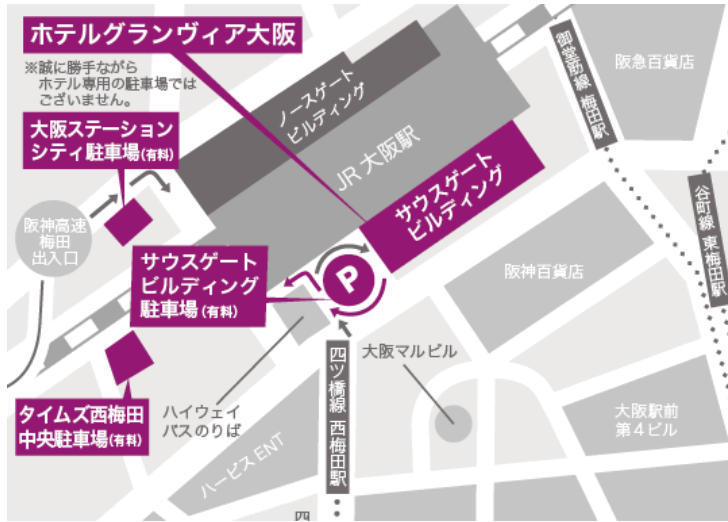 ホテルグランヴィア大阪
※誠に勝手ながら
ホテル専用の駐車場では
ございません。
大阪ステーション
シティ駐車場(有料)
ノースゲート
ビルディング
JR 大阪駅
サウスゲート
ビルディング
御堂筋線 梅田駅
阪急百貨店
谷町線 東梅田駅
阪神高速
梅田
出入口
サウスゲート
ビルディング
駐車場(有料)
P
阪神百貨店
大阪マルビル
四ツ橋線 西梅田駅
タイムズ西梅田
中央駐車場(有料)
ハイウェイ
バスのりば
ハービス ENT
大阪駅前
第4ビル
四